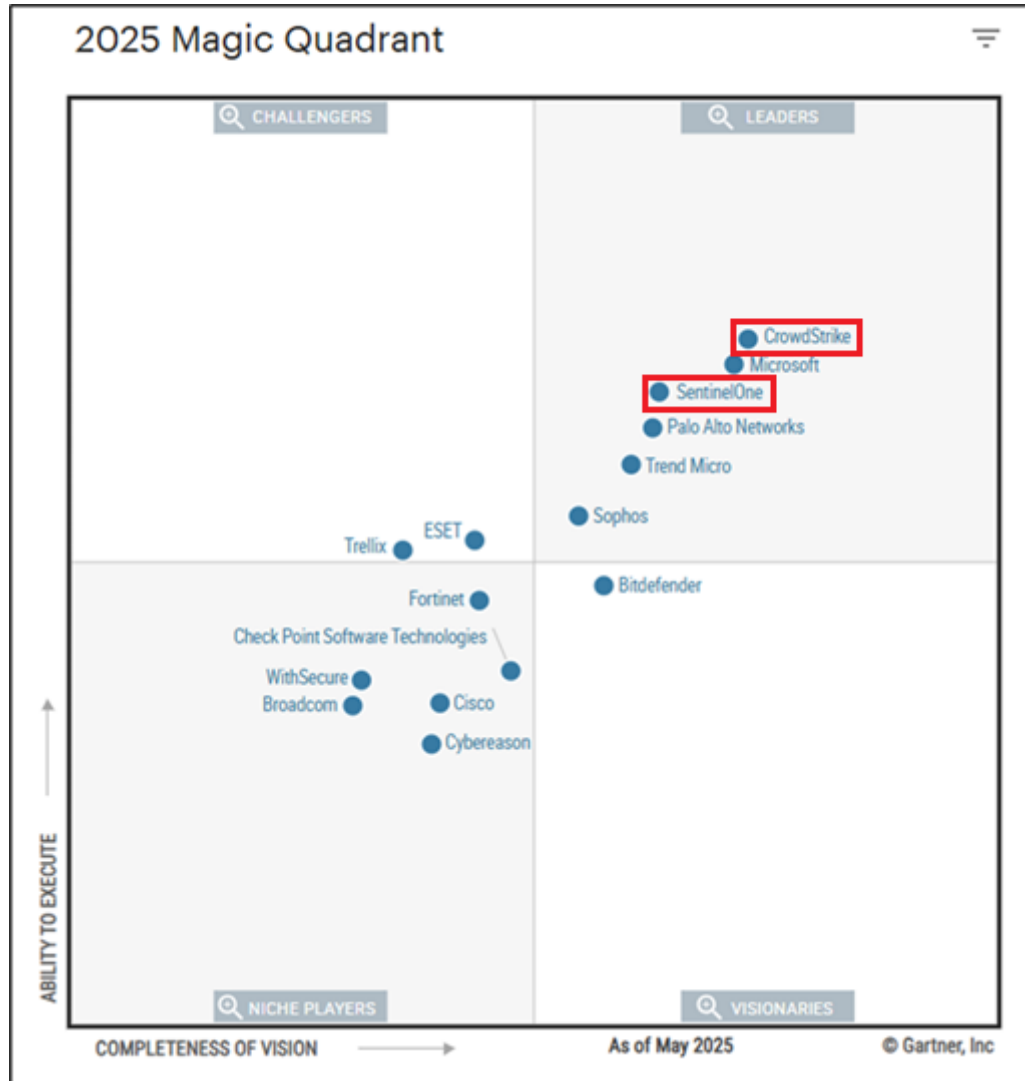 2025 Magic Quadrant
CHALLENGERS
LEADERS
CrowdStrike
Microsoft
SentinelOne
Palo Alto Networks
Trend Micro
Sophos
ESET
Trellix
Bitdefender
Fortinet
Check Point Software Technologies
WithSecure
Broadcom
Cisco
Cybereason
ABILITY TO EXECUTE
NICHE PLAYERS
VISIONARIES
COMPLETENESS OF VISION
As of May 2025
© Gartner, Inc